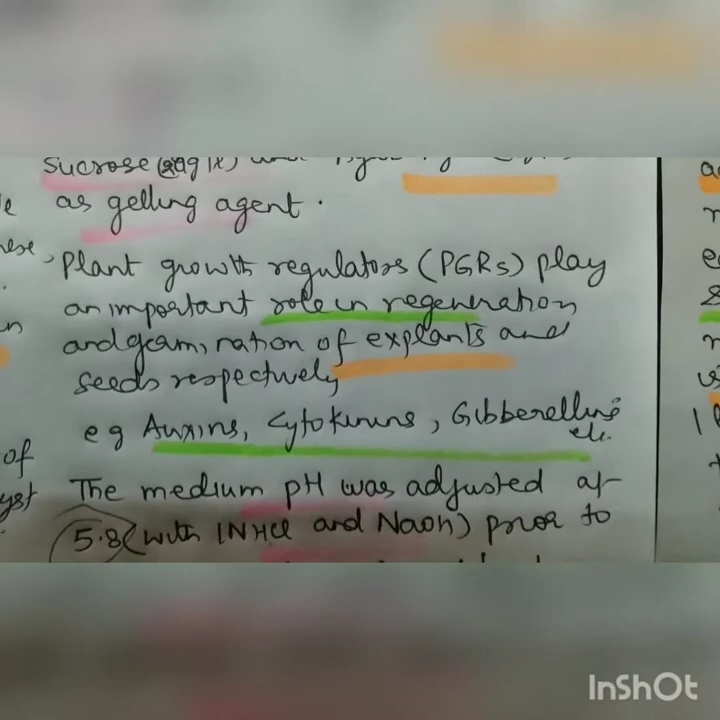 Sucrose
as gelling agent.
Plant growth regulators (PGRs) play
an important role in regeneration
and germination of explants and
seeds respectively
eg Auxins, Cytokinins, Gibberellins
etc.
The medium pH was adjusted at
5.8 (with 1N HCl and NaOH) prior to
of
InShOt